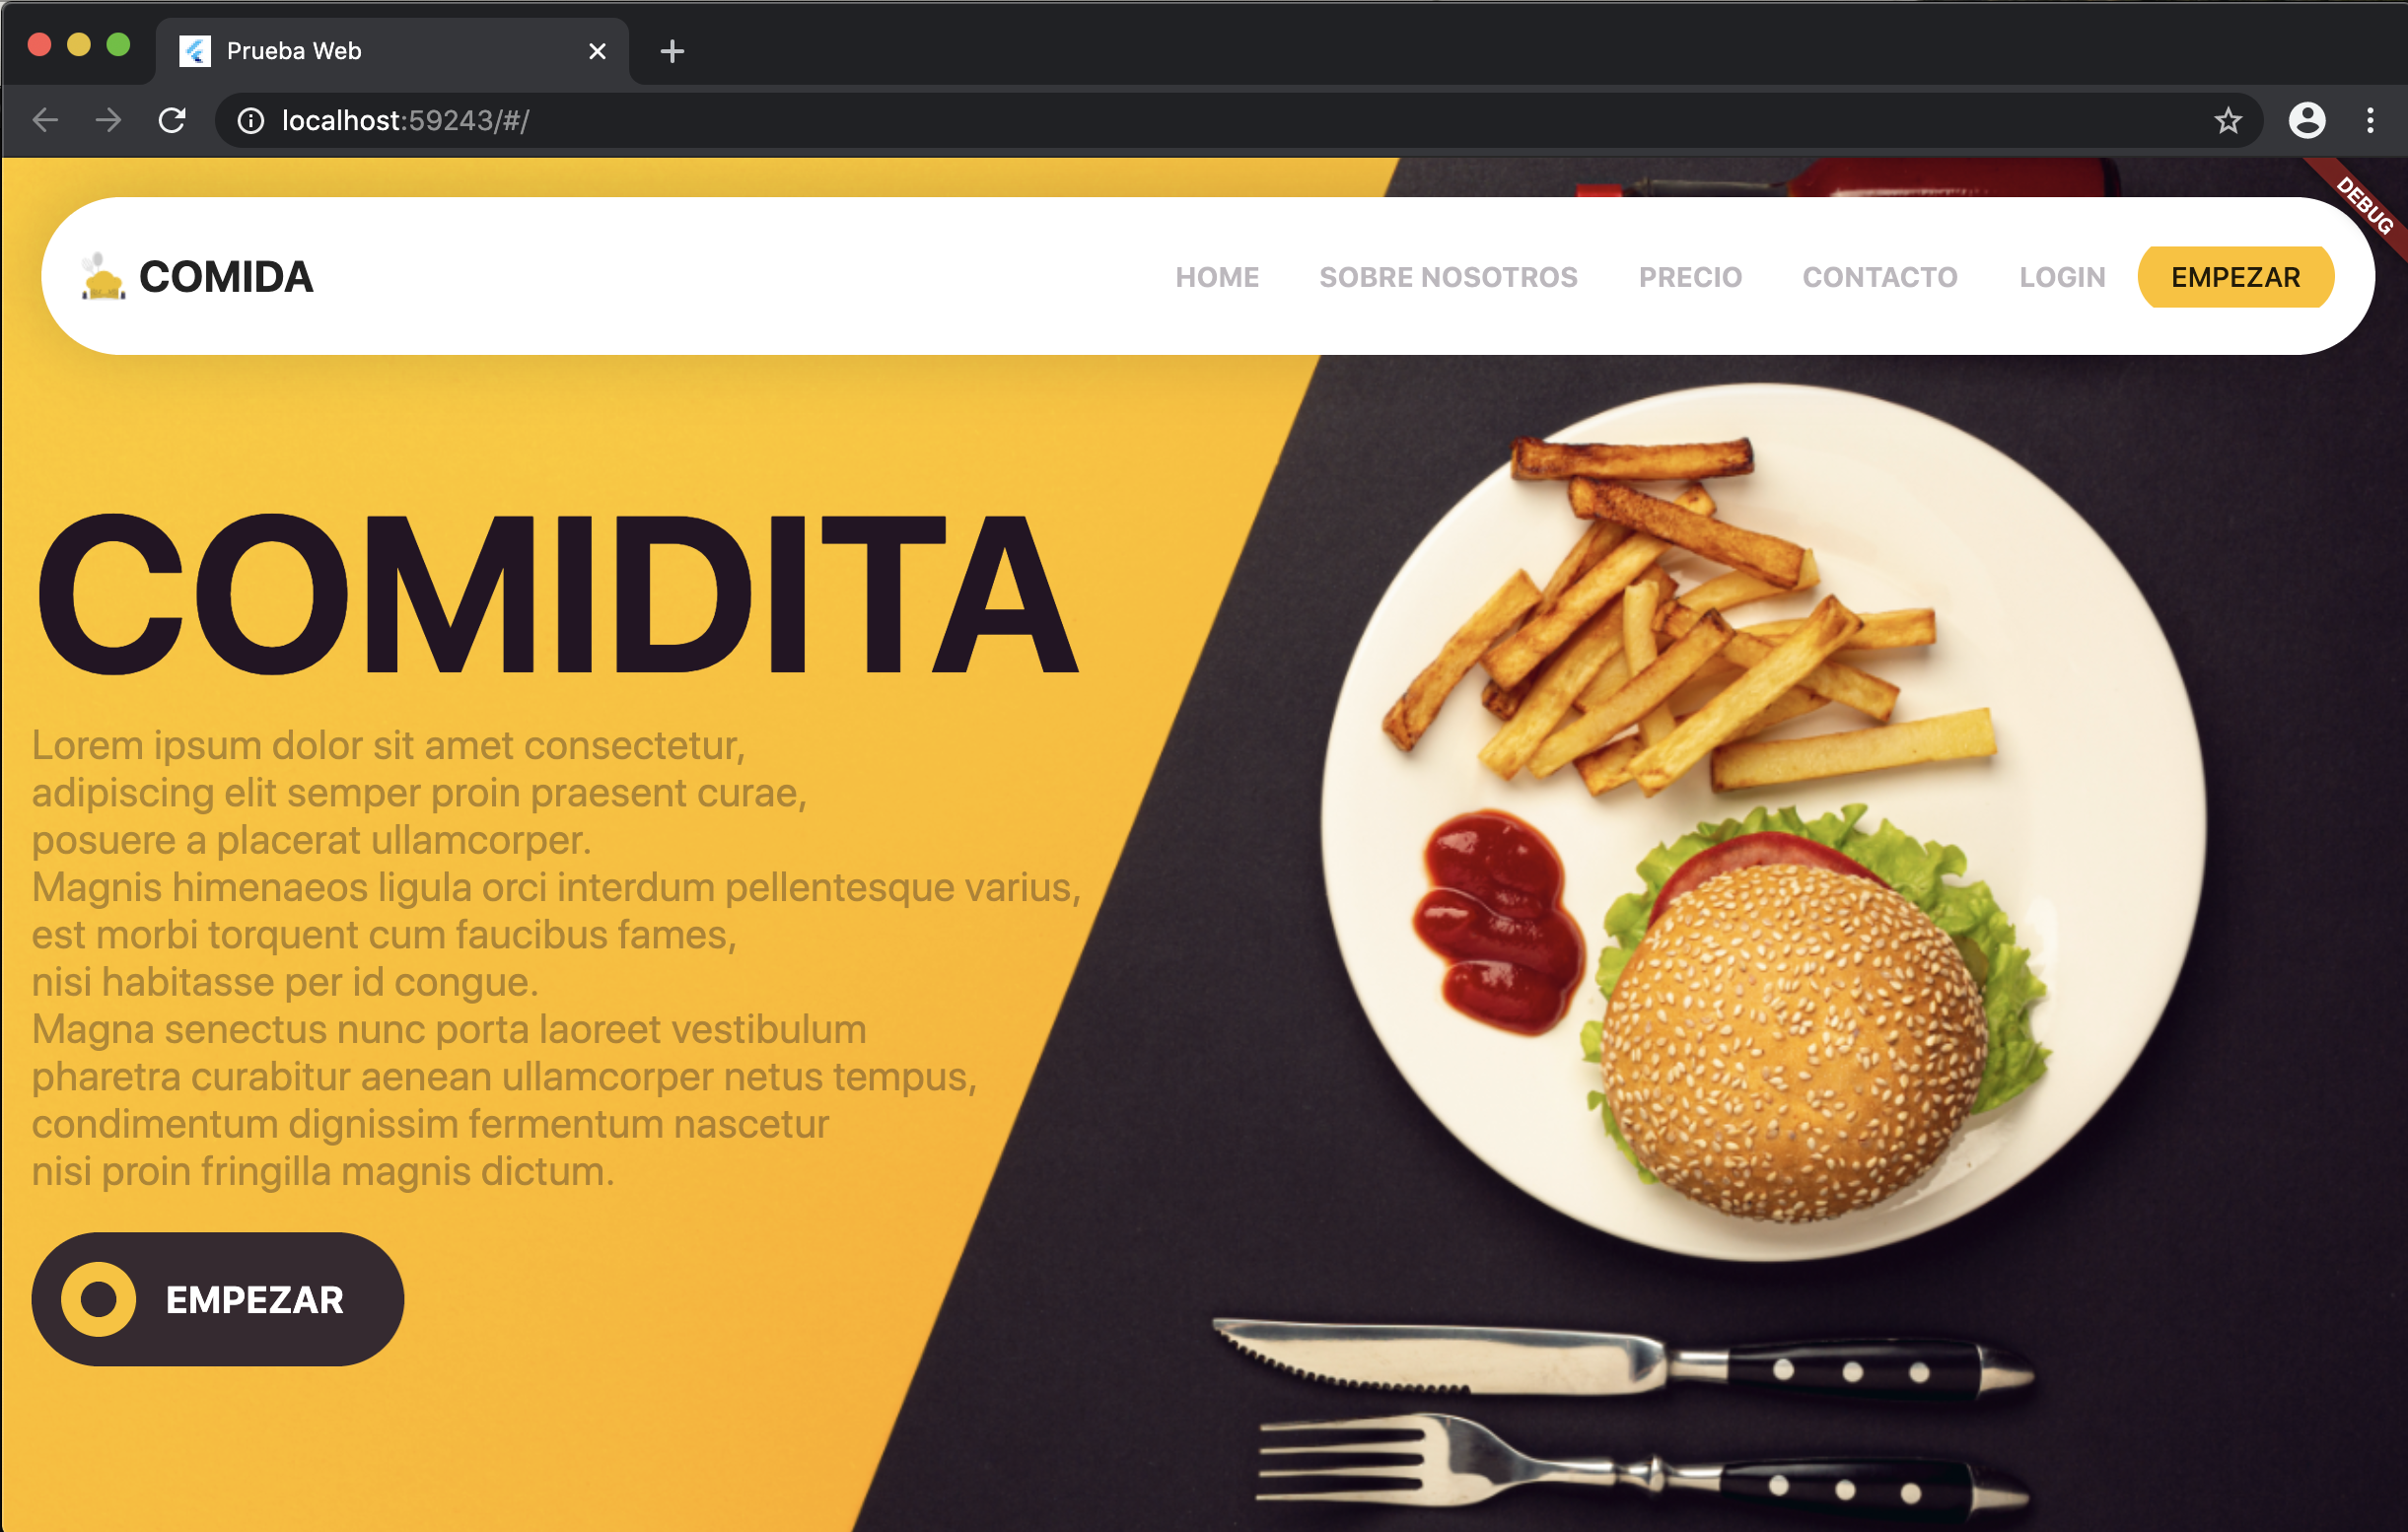 Prueba Web
localhost:59243/#/
DEBUG
COMIDA
HOME
SOBRE NOSOTROS
PRECIO
CONTACTO
LOGIN
EMPEZAR
COMIDITA
Lorem ipsum dolor sit amet consectetur,
adipiscing elit semper proin praesent curae,
posuere a placerat ullamcorper.
Magnis himenaeos ligula orci interdum pellentesque varius,
est morbi torquent cum faucibus fames,
nisi habitasse per id congue.
Magna senectus nunc porta laoreet vestibulum
pharetra curabitur aenean ullamcorper netus tempus,
condimentum dignissim fermentum nascetur
nisi proin fringilla magnis dictum.
EMPEZAR